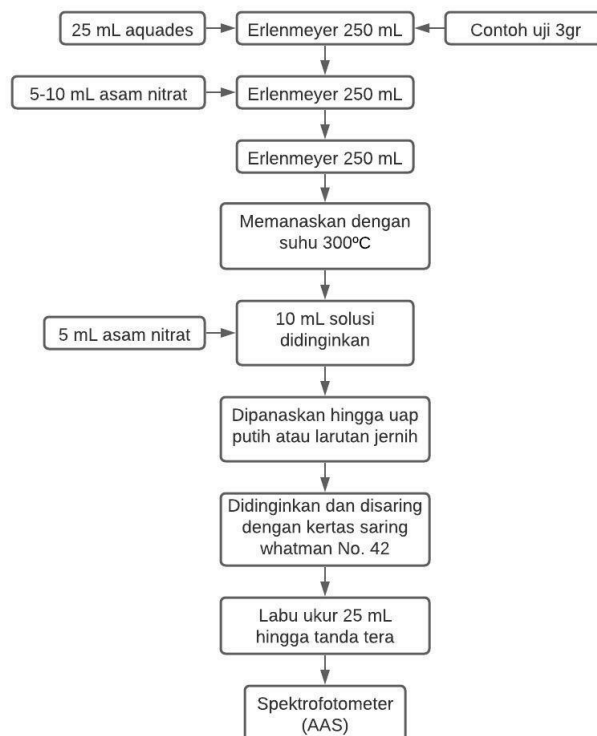 25 mL aquades
Erlenmeyer 250 mL
Contoh uji 3gr
5-10 mL asam nitrat
Erlenmeyer 250 mL
Erlenmeyer 250 mL
Memanaskan dengan
suhu 300ºC
5 mL asam nitrat
10 mL solusi
didinginkan
Dipanaskan hingga uap
putih atau larutan jernih
Didinginkan dan disaring
dengan kertas saring
whatman No. 42
Labu ukur 25 mL
hingga tanda tera
Spektrofotometer
(AAS)